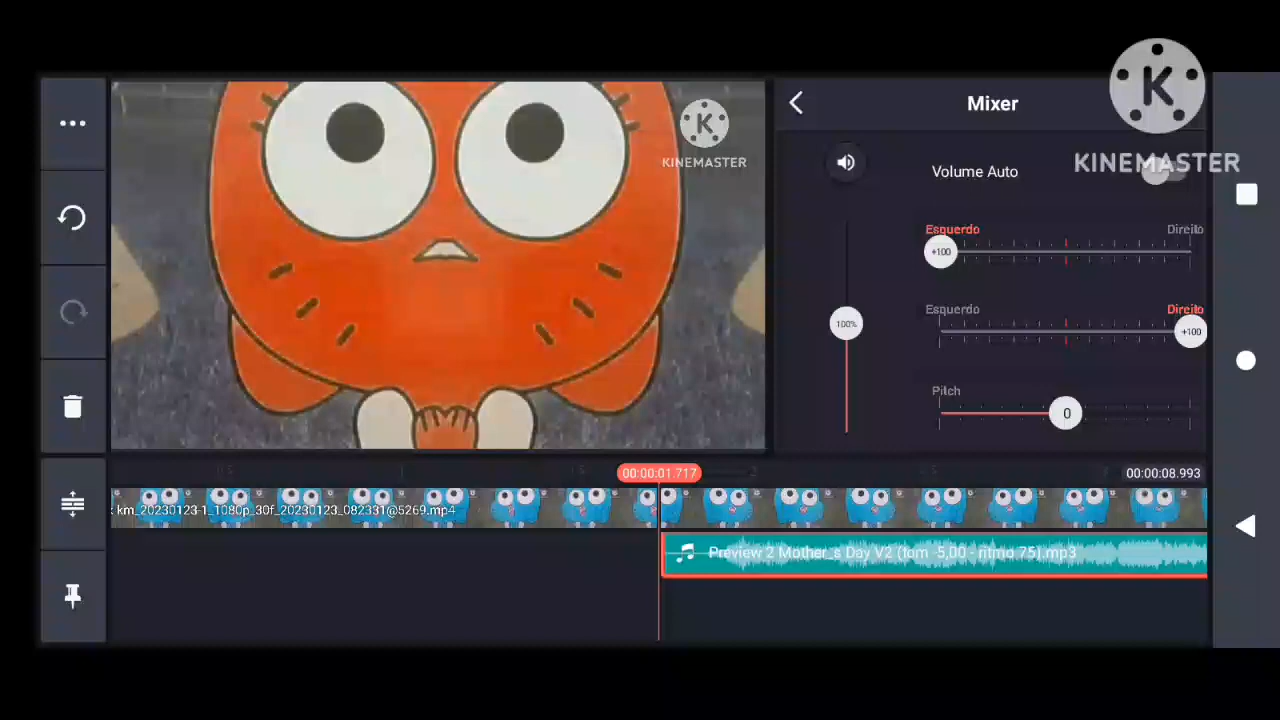 Mixer
KINEMASTER
KINEMASTER
Volume Auto
Esquerdo
Direito
+100
Esquerdo
Direito
+100
100%
Pitch
0
00:00:01.717
00:00:08.993
km_20230123-1_1080p_30f_20230123_082331@5269.mp4
Preview 2 Mother_s Day V2 (tom -5,00 - ritmo 75).mp3